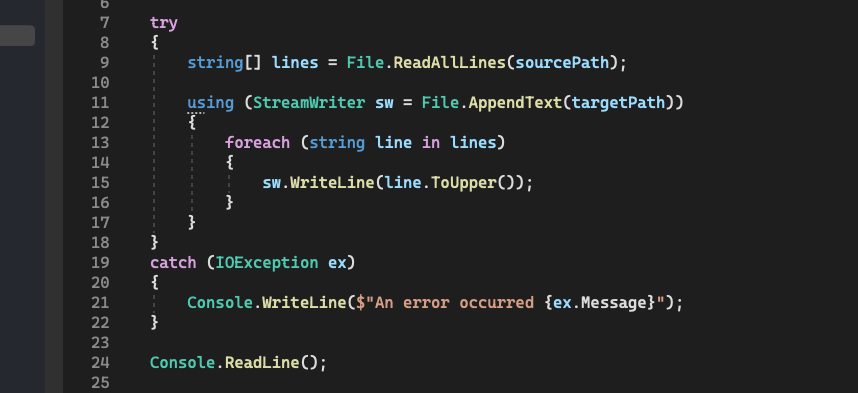 6
7 try
8 {
9 string[] lines = File.ReadAllLines(sourcePath);
10
11 using (StreamWriter sw = File.AppendText(targetPath))
12 {
13 foreach (string line in lines)
14 {
15 sw.WriteLine(line.ToUpper());
16 }
17 }
18 }
19 catch (IOException ex)
20 {
21 Console.WriteLine($"An error occurred {ex.Message}");
22 }
23
24 Console.ReadLine();
25